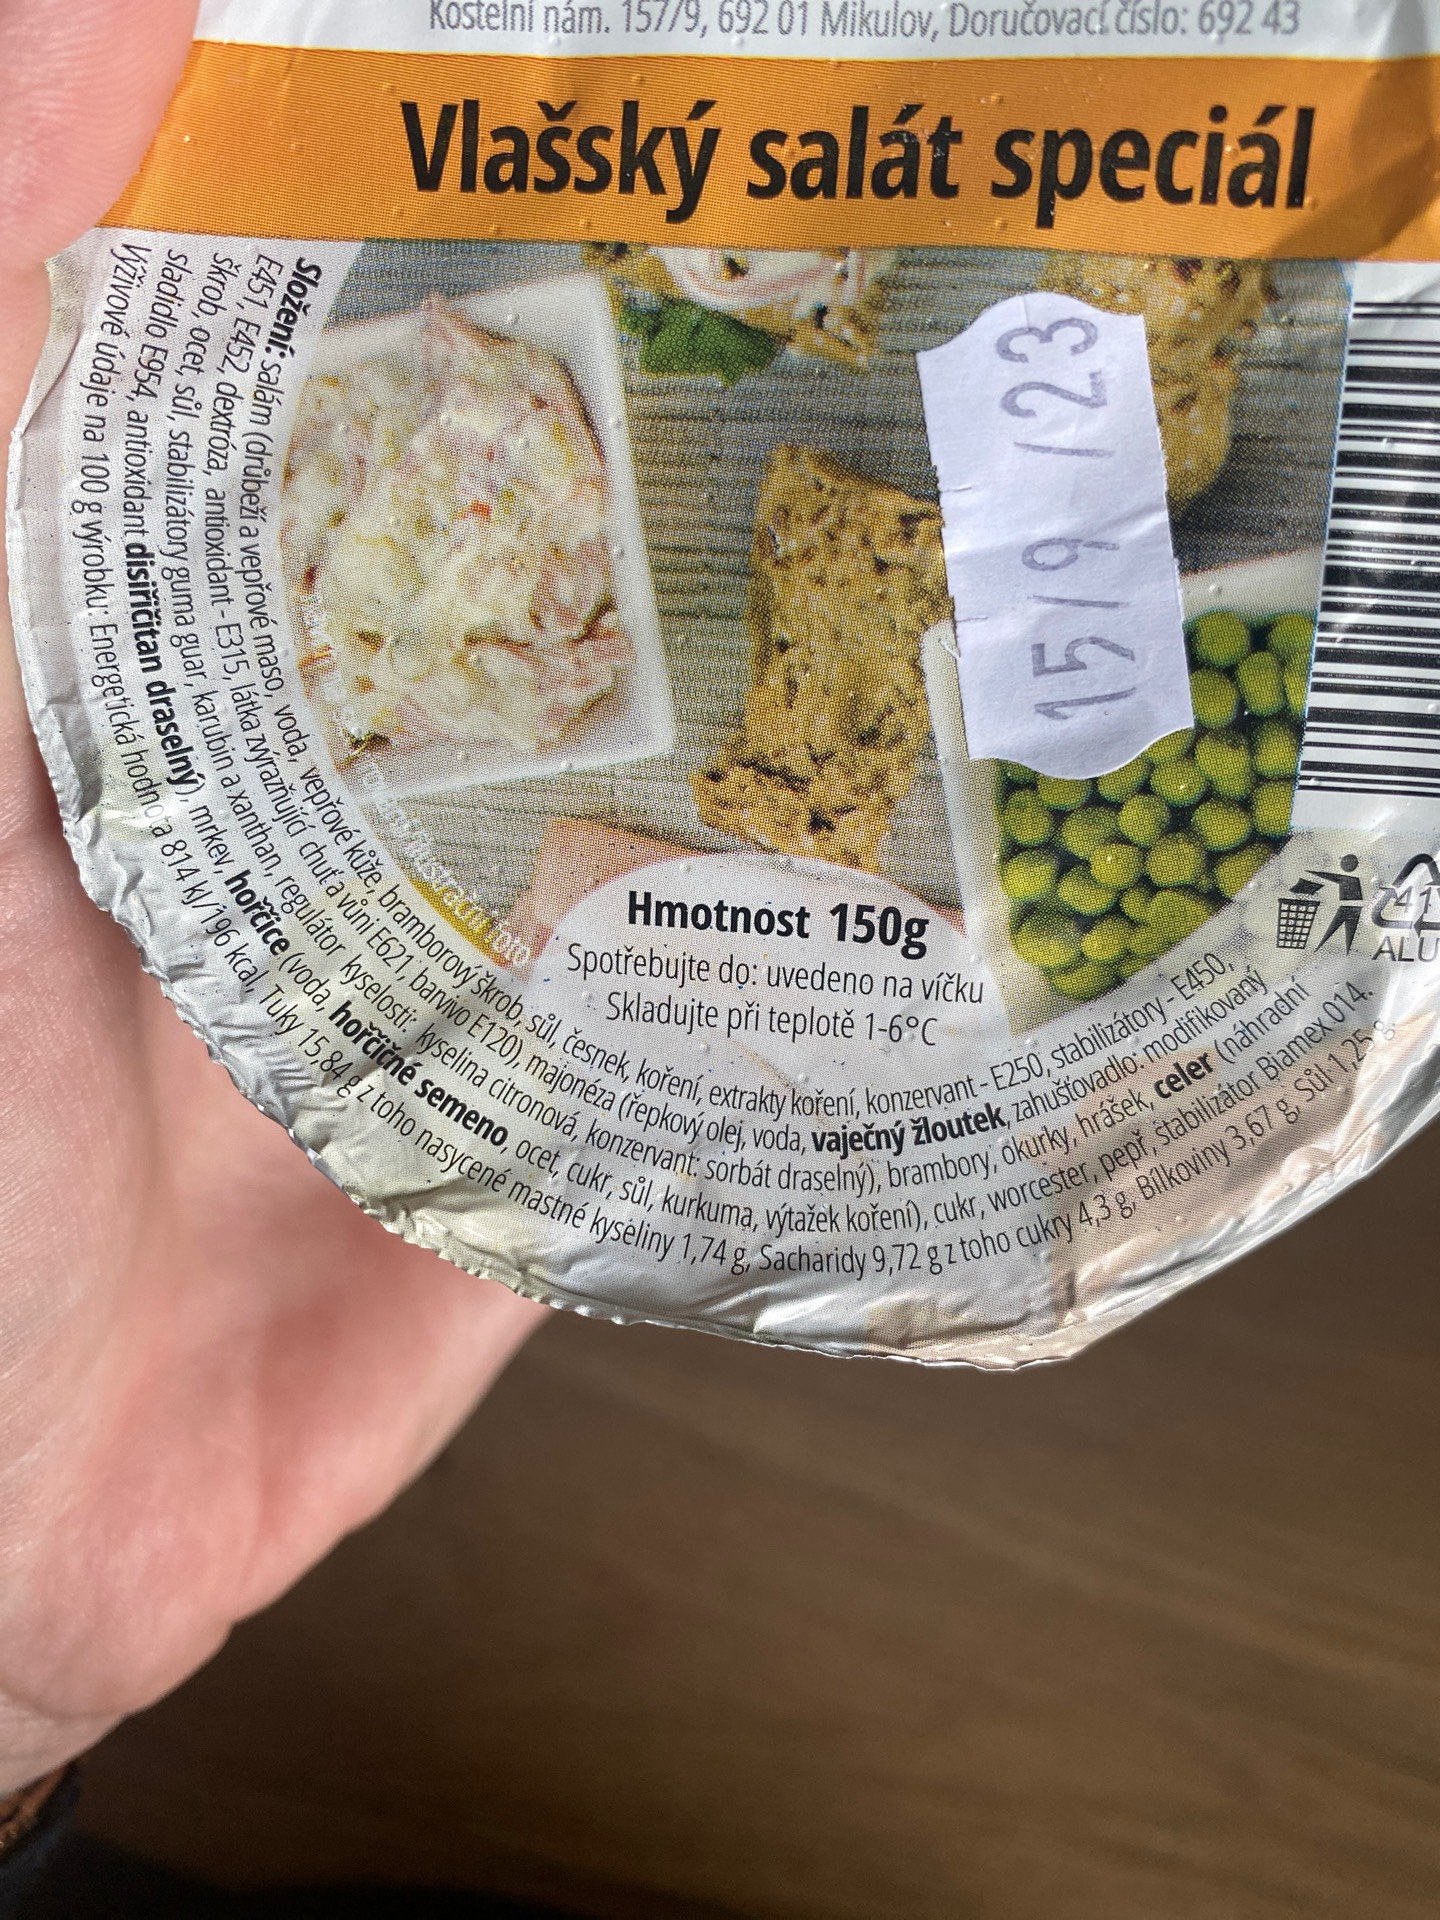 Kostelní nám. 157/9, 692 01 Mikulov, Doručovací číslo: 692 43
Vlašský salát speciál
15/9/23
Hmotnost 150g
Spotřebujte do: uvedeno na víčku
Skladujte při teplotě 1-6°C
ilustrační foto
41
ALU
Složení: salám (drůbeží a vepřové maso, voda, vepřové kůže, bramborový škrob, sůl, česnek, koření, extrakty koření, konzervant - E250, stabilizátory - E450,
E451, E452, dextróza, antioxidant - E315, látka zvýrazňující chuť a vůni E621, barvivo E120), majonéza (řepkový olej, voda, vaječný žloutek, zahušťovadlo: modifikovaný
škrob, ocet, sůl, stabilizátory guma guar, karubin a xanthan, regulátor kyselosti: kyselina citronová, konzervant: sorbát draselný), brambory, okurky, hrášek, celer (náhradní
sladidlo E954, antioxidant disiřičitan draselný), mrkev, hořčice (voda, hořčičné semeno, ocet, cukr, sůl, kurkuma, výtažek koření), cukr, worcester, pepř, stabilizátor Biamex 014.
Výživové údaje na 100 g výrobku: Energetická hodnota 814 kJ/196 kcal, Tuky 15,84 g z toho nasycené mastné kyseliny 1,74 g, Sacharidy 9,72 g z toho cukry 4,3 g, Bílkoviny 3,67 g, Sůl 1,25 g